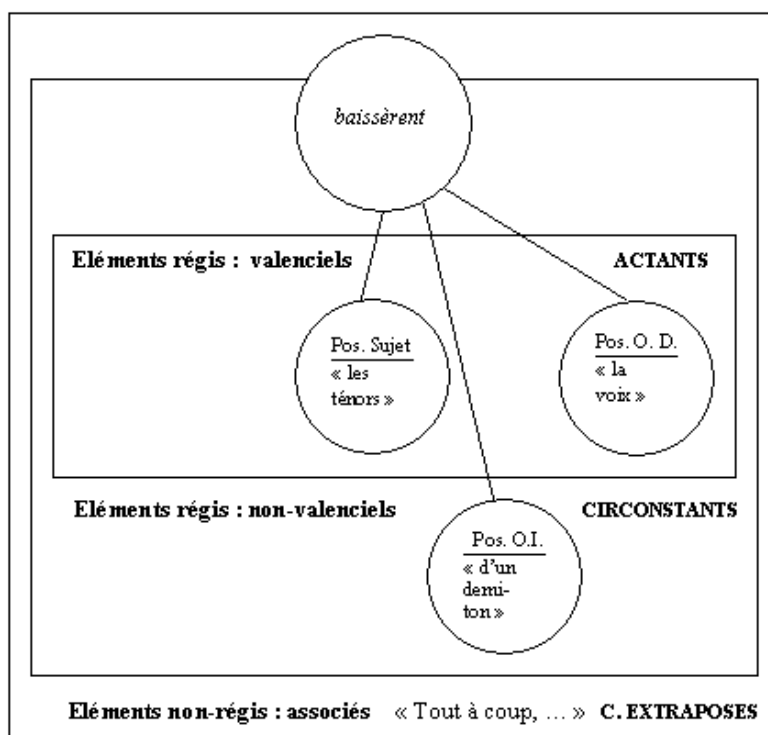 baissèrent
Eléments régis : valenciels ACTANTS
Pos. Sujet
« les
ténors »
Pos. O. D.
« la
voix »
Eléments régis : non-valenciels CIRCONSTANTS
Pos. O.I.
« d’un
demi-
ton »
Eléments non-régis : associés « Tout à coup, … » C. EXTRAPOSES